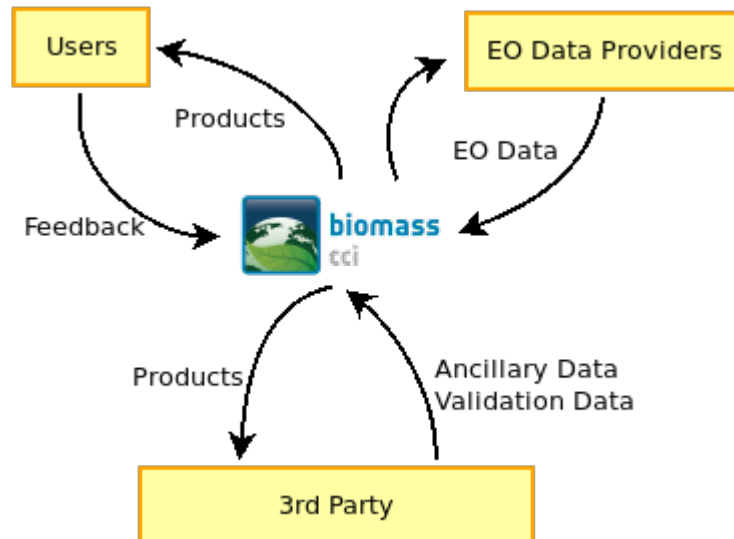 Users
EO Data Providers
Products
EO Data
Feedback
biomass
cci
Products
Ancillary Data
Validation Data
3rd Party